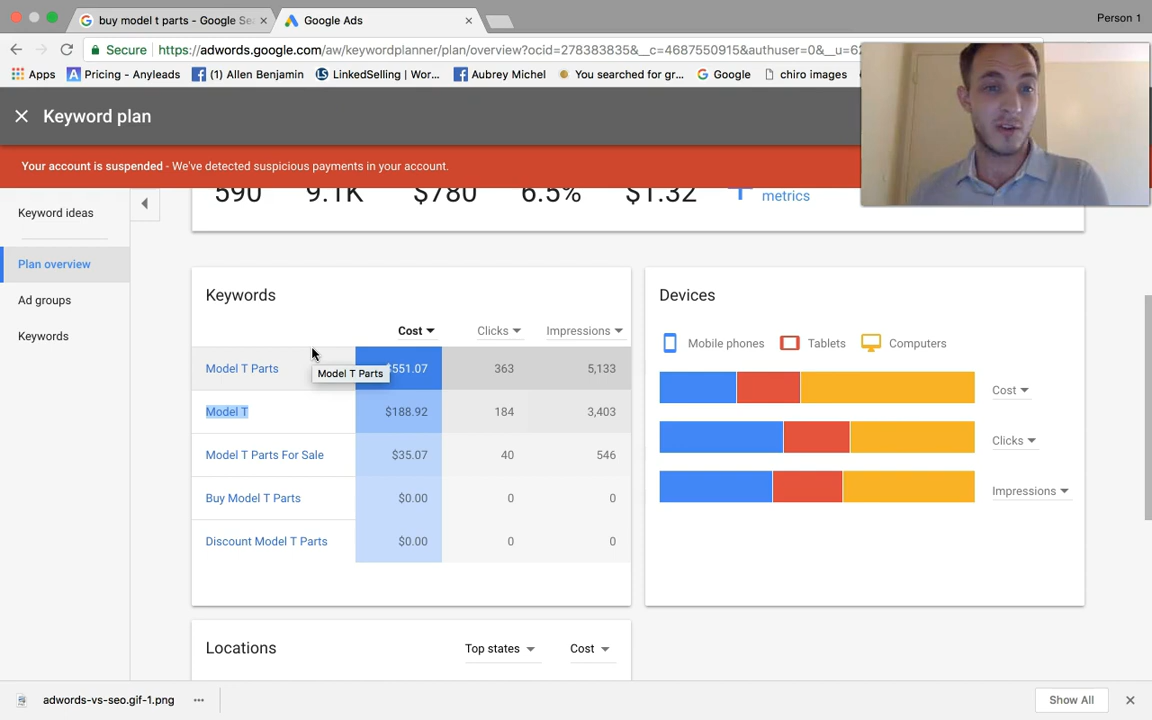 buy model t parts - Google Se
Google Ads
Person 1
Secure
https://adwords.google.com/aw/keywordplanner/plan/overview?ocid=278383835&__c=4687550915&authuser=0&__u=62
Apps
Pricing - Anyleads
(1) Allen Benjamin
LinkedSelling | Wor...
Aubrey Michel
You searched for gr...
Google
chiro images
Keyword plan
Your account is suspended - We've detected suspicious payments in your account.
590 9.1K $780 6.5% $1.32
metrics
Keyword ideas
Plan overview
Ad groups
Keywords
Keywords
Cost Clicks Impressions
Model T Parts $551.07 363 5,133
Model T Parts
Model T $188.92 184 3,403
Model T Parts For Sale $35.07 40 546
Buy Model T Parts $0.00 0 0
Discount Model T Parts $0.00 0 0
Devices
Mobile phones Tablets Computers
Cost
Clicks
Impressions
Locations Top states Cost
adwords-vs-seo.gif-1.png
Show All